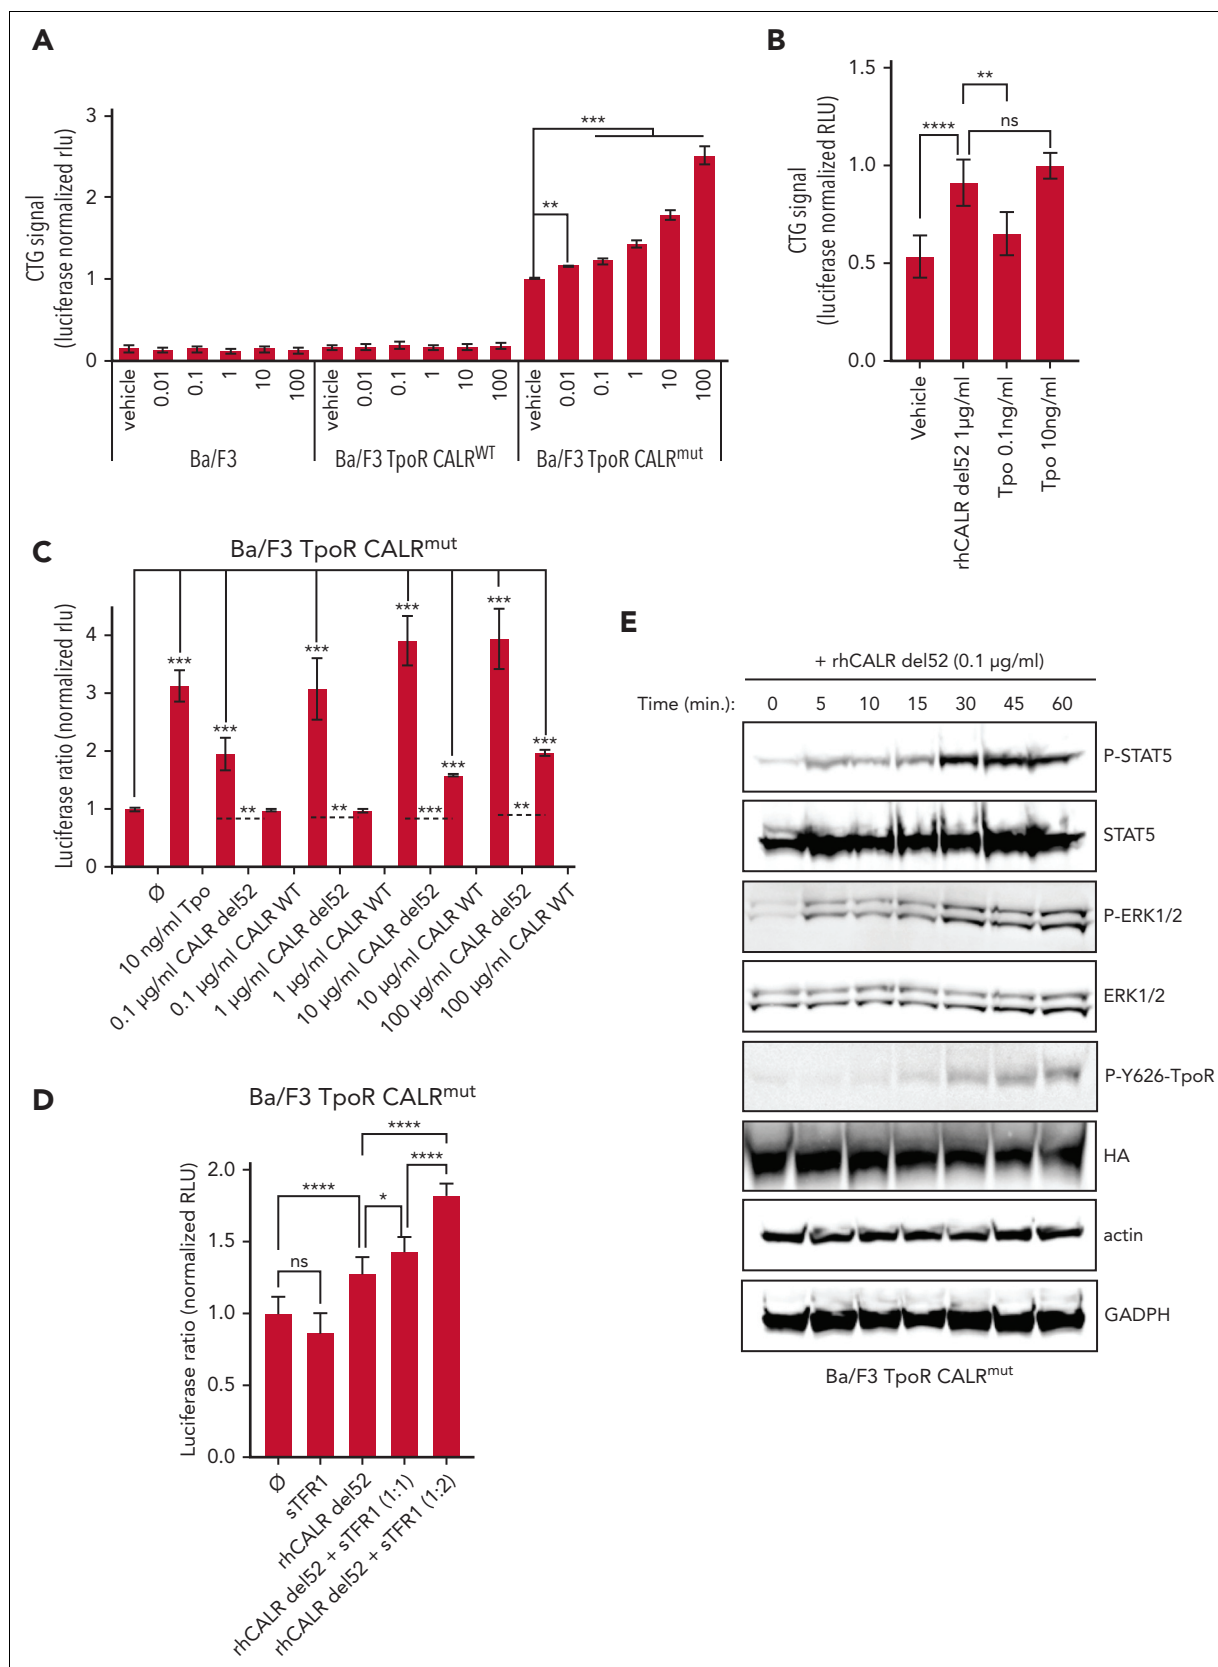 A
CTG signal
(luciferase normalized rlu)
3
2
1
0
***
**
vehicle
0.01
0.1
1
10
100
vehicle
0.01
0.1
1
10
100
vehicle
0.01
0.1
1
10
100
Ba/F3
Ba/F3 TpoR CALR^WT
Ba/F3 TpoR CALR^mut
B
CTG signal
(luciferase normalized RLU)
1.5
1.0
0.5
0.0
**
****
ns
Vehicle
rhCALR del52 1µg/ml
Tpo 0.1ng/ml
Tpo 10ng/ml
C
Ba/F3 TpoR CALR^mut
Luciferase ratio (normalized rlu)
4
3
2
1
0
***
***
***
***
***
***
***
**
**
***
**
Ø
10 ng/ml Tpo
0.1 µg/ml CALR del52
0.1 µg/ml CALR WT
1 µg/ml CALR del52
1 µg/ml CALR WT
10 µg/ml CALR del52
10 µg/ml CALR WT
100 µg/ml CALR del52
100 µg/ml CALR WT
D
Ba/F3 TpoR CALR^mut
Luciferase ratio (normalized RLU)
2.0
1.5
1.0
0.5
0.0
****
****
****
*
ns
Ø
sTFR1
rhCALR del52
rhCALR del52 + sTFR1 (1:1)
rhCALR del52 + sTFR1 (1:2)
E
+ rhCALR del52 (0.1 µg/ml)
Time (min.): 0 5 10 15 30 45 60
P-STAT5
STAT5
P-ERK1/2
ERK1/2
P-Y626-TpoR
HA
actin
GADPH
Ba/F3 TpoR CALR^mut